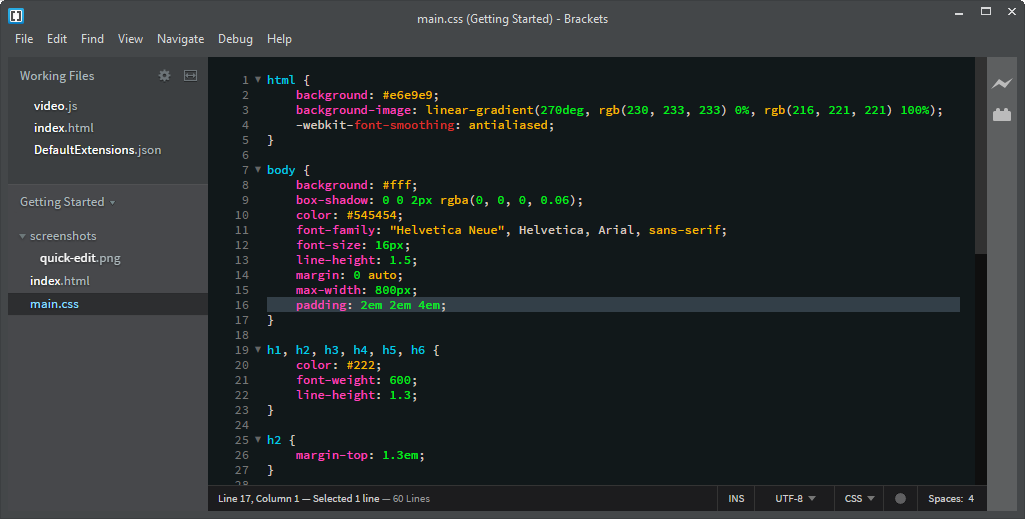 main.css (Getting Started) - Brackets
File Edit Find View Navigate Debug Help
Working Files
video.js
index.html
DefaultExtensions.json
Getting Started
screenshots
quick-edit.png
index.html
main.css
1 html {
2     background: #e6e9e9;
3     background-image: linear-gradient(270deg, rgb(230, 233, 233) 0%, rgb(216, 221, 221) 100%);
4     -webkit-font-smoothing: antialiased;
5 }
6
7 body {
8     background: #fff;
9     box-shadow: 0 0 2px rgba(0, 0, 0, 0.06);
10     color: #545454;
11     font-family: "Helvetica Neue", Helvetica, Arial, sans-serif;
12     font-size: 16px;
13     line-height: 1.5;
14     margin: 0 auto;
15     max-width: 800px;
16     padding: 2em 2em 4em;
17 }
18
19 h1, h2, h3, h4, h5, h6 {
20     color: #222;
21     font-weight: 600;
22     line-height: 1.3;
23 }
24
25 h2 {
26     margin-top: 1.3em;
27 }
28
Line 17, Column 1 — Selected 1 line — 60 Lines
INS UTF-8 CSS Spaces: 4